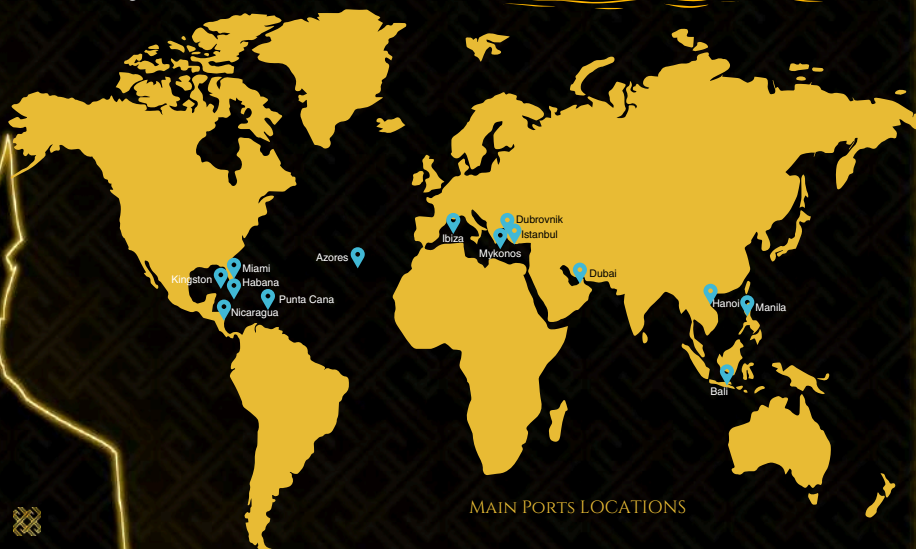 Dubrovnik
Istanbul
Ibiza
Mykonos
Azores
Miami
Dubai
Kingston
Habana
Punta Cana
Hanoi
Manila
Nicaragua
Bali
Main Ports LOCATIONS